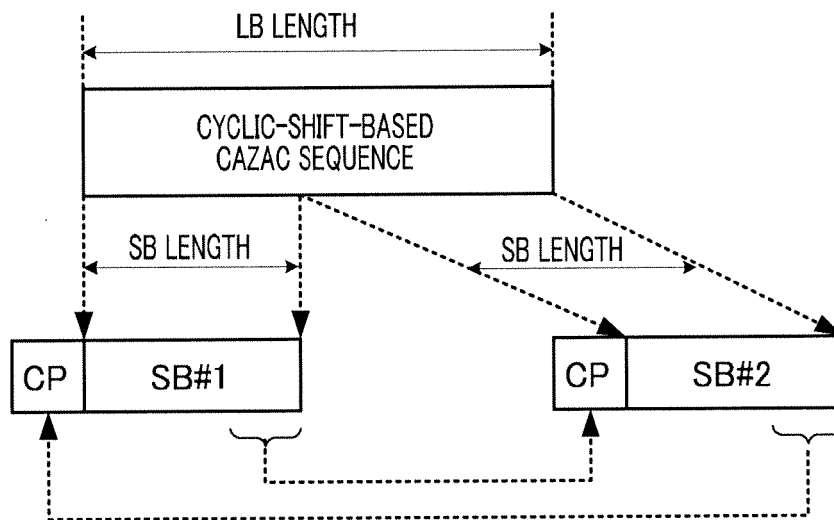 LB LENGTH
CYCLIC-SHIFT-BASED
CAZAC SEQUENCE
SB LENGTH
SB LENGTH
CP
SB#1
CP
SB#2